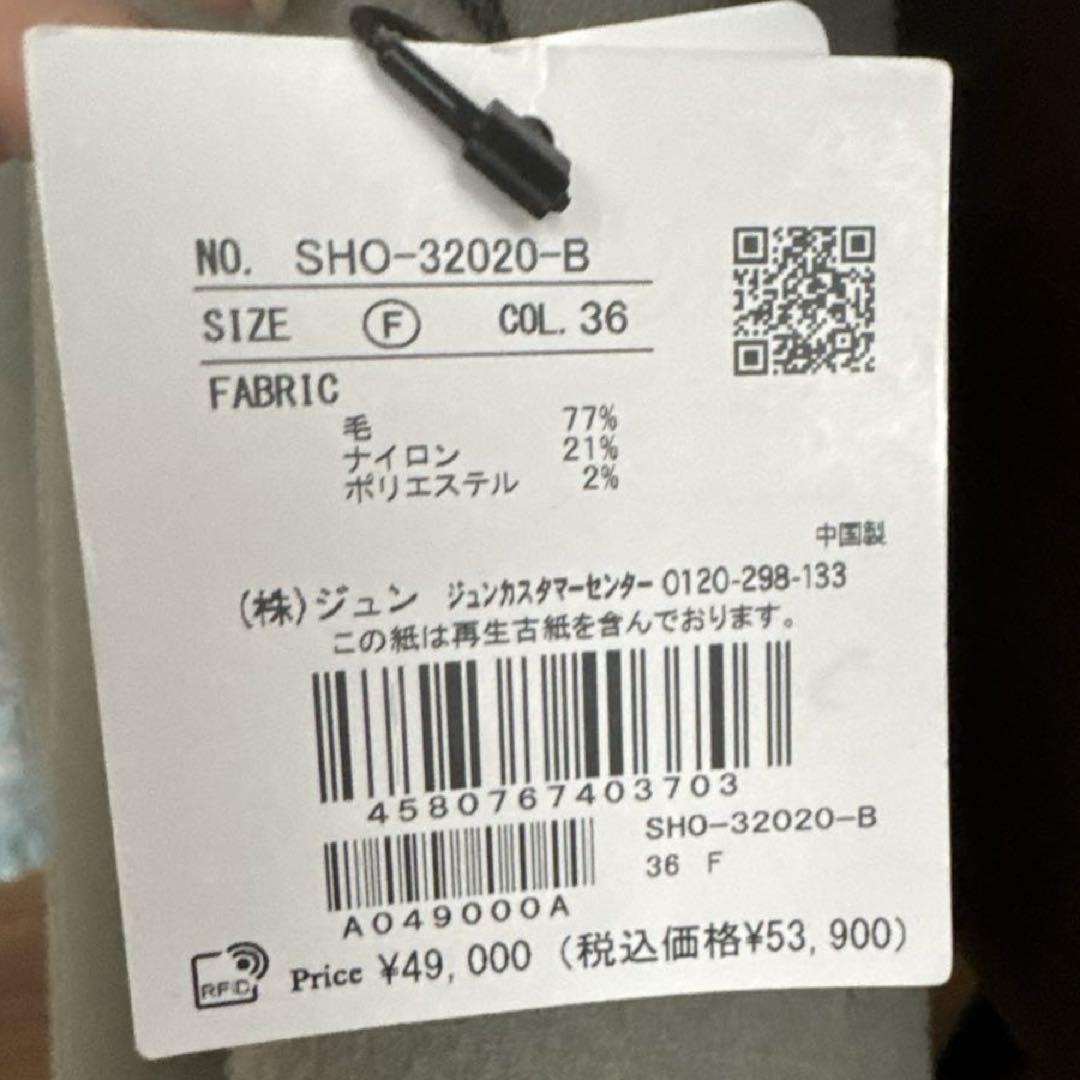 NO. SHO-32020-B
SIZE Ⓕ COL. 36
FABRIC
毛 77%
ナイロン 21%
ポリエステル 2%
中国製
(株)ジュン ジュンカスタマーセンター 0120-298-133
この紙は再生古紙を含んでおります。
4580767403703
SHO-32020-B
36 F
A049000A
RFID Price ¥49,000 (税込価格¥53,900)